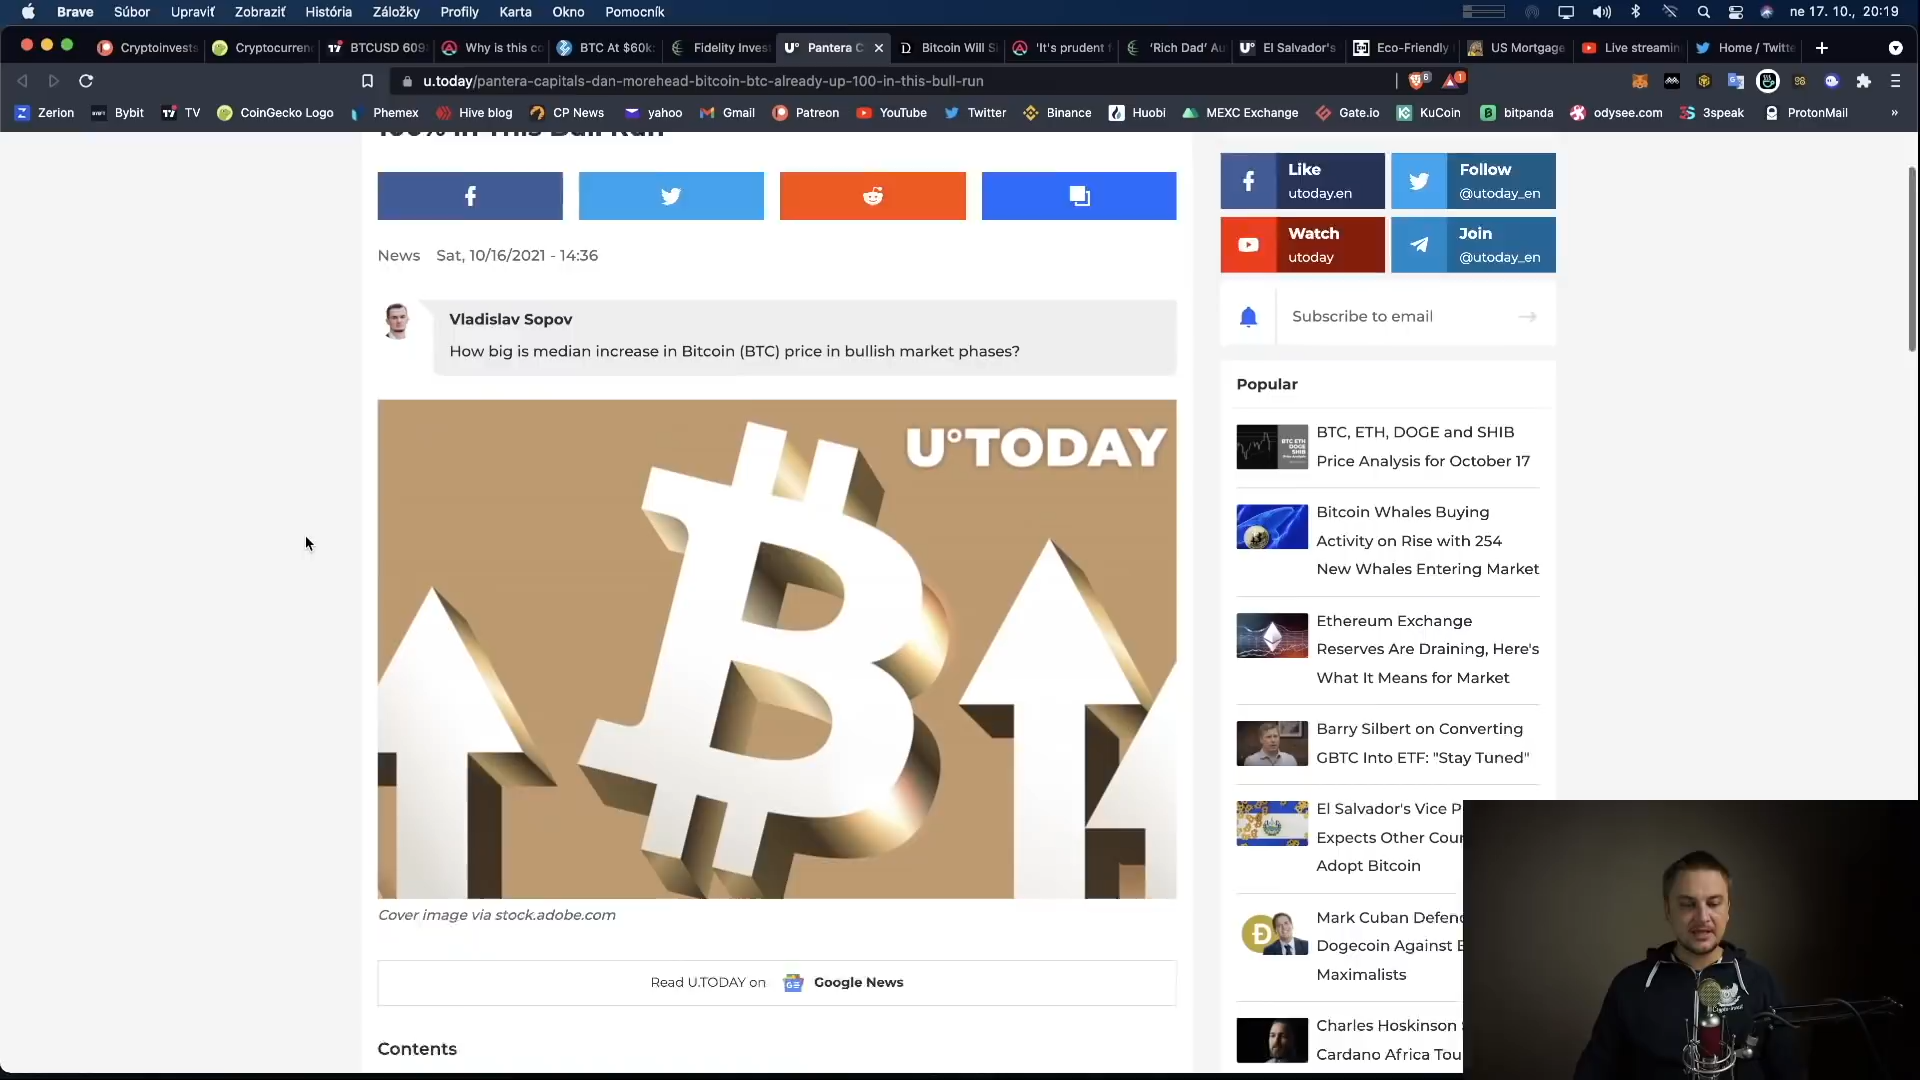 Brave Súbor Upraviť Zobraziť História Záložky Profily Karta Okno Pomocník ne 17. 10., 20:19
Cryptoinvest Cryptocurren BTCUSD 609 Why is this co BTC At $60k Fidelity Inves Pantera C Bitcoin Will S 'It's prudent f 'Rich Dad' Au El Salvador's Eco-Friendly US Mortgage Live streamin Home / Twitte
u.today/pantera-capitals-dan-morehead-bitcoin-btc-already-up-100-in-this-bull-run
Zerion Bybit TV CoinGecko Logo Phemex Hive blog CP News yahoo Gmail Patreon YouTube Twitter Binance Huobi MEXC Exchange Gate.io KuCoin bitpanda odysee.com 3speak ProtonMail »
100% in This Bull Run
News Sat, 10/16/2021 - 14:36
Vladislav Sopov
How big is median increase in Bitcoin (BTC) price in bullish market phases?
U°TODAY
Cover image via stock.adobe.com
Read U.TODAY on Google News
Contents
Like
utoday.en
Follow
@utoday_en
Watch
utoday
Join
@utoday_en
Subscribe to email
Popular
BTC, ETH, DOGE and SHIB
Price Analysis for October 17
Bitcoin Whales Buying
Activity on Rise with 254
New Whales Entering Market
Ethereum Exchange
Reserves Are Draining, Here's
What It Means for Market
Barry Silbert on Converting
GBTC Into ETF: "Stay Tuned"
El Salvador's Vice P
Expects Other Cou
Adopt Bitcoin
Mark Cuban Defen
Dogecoin Against
Maximalists
Charles Hoskinson
Cardano Africa Tou